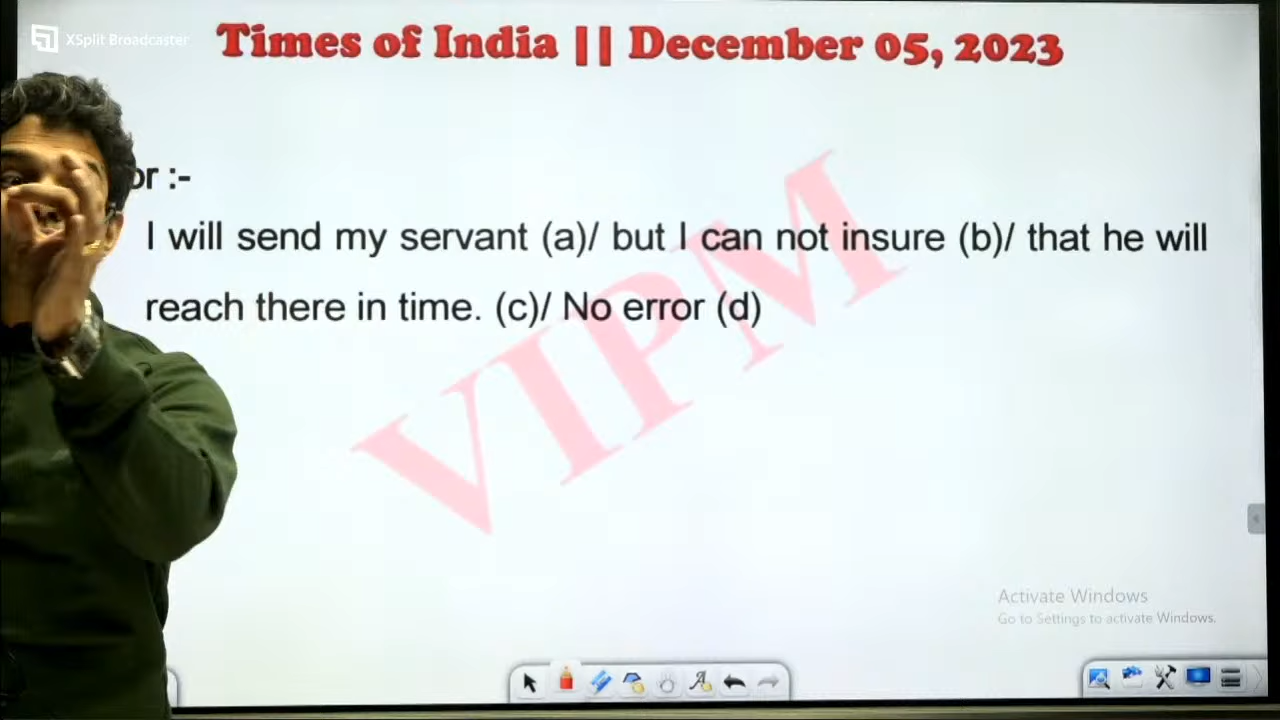 XSplit Broadcaster
Times of India || December 05, 2023
or :-
I will send my servant (a)/ but I can not insure (b)/ that he will
reach there in time. (c)/ No error (d)
VIPM
Activate Windows
Go to Settings to activate Windows.